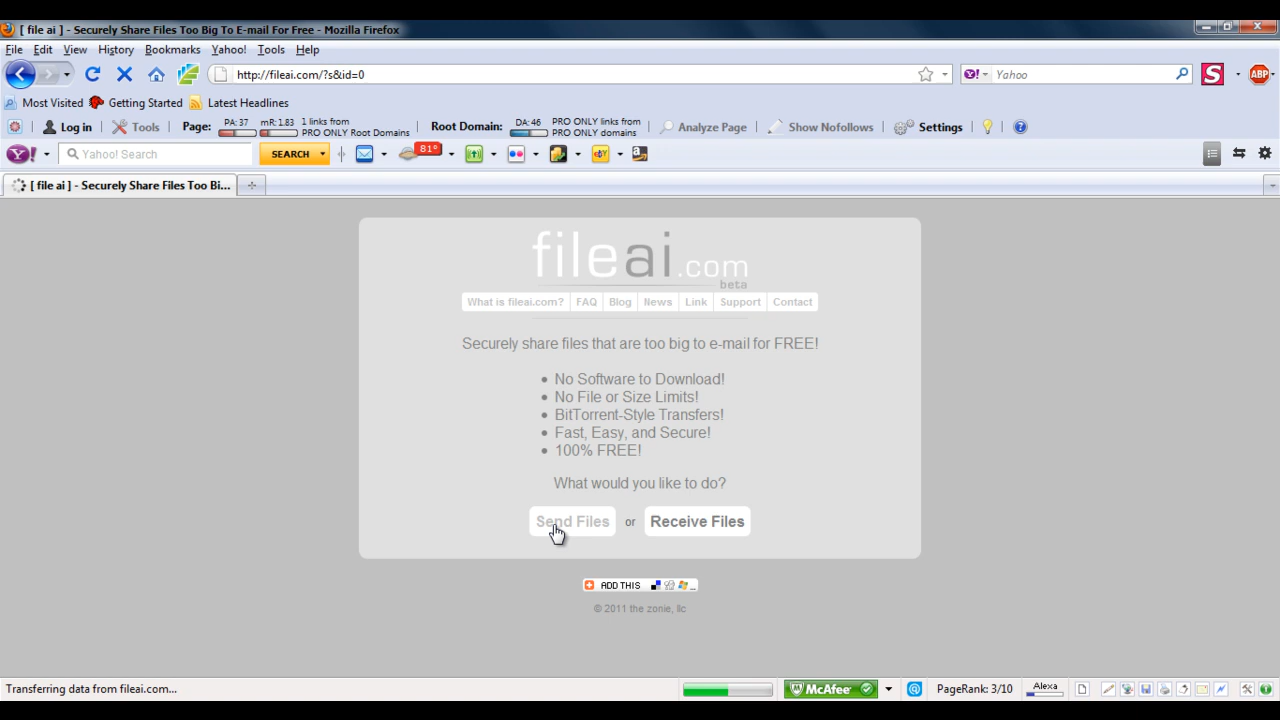 [ file ai ] - Securely Share Files Too Big To E-mail For Free - Mozilla Firefox
File Edit View History Bookmarks Yahoo! Tools Help
http://fileai.com/?s&id=0
Y! Yahoo
S
ABP
Most Visited Getting Started Latest Headlines
Log in Tools Page: PA: 37 mR: 1.83 1 links from PRO ONLY Root Domains Root Domain: DA: 46 PRO ONLY links from PRO ONLY domains Analyze Page Show Nofollows Settings
Y! Yahoo! Search SEARCH 81° eBY a
[ file ai ] - Securely Share Files Too Bi...
fileai.com
beta
What is fileai.com? FAQ Blog News Link Support Contact
Securely share files that are too big to e-mail for FREE!
• No Software to Download!
• No File or Size Limits!
• BitTorrent-Style Transfers!
• Fast, Easy, and Secure!
• 100% FREE!
What would you like to do?
Send Files or Receive Files
ADD THIS ...
© 2011 the zonie, llc
Transferring data from fileai.com... McAfee PageRank: 3/10 Alexa